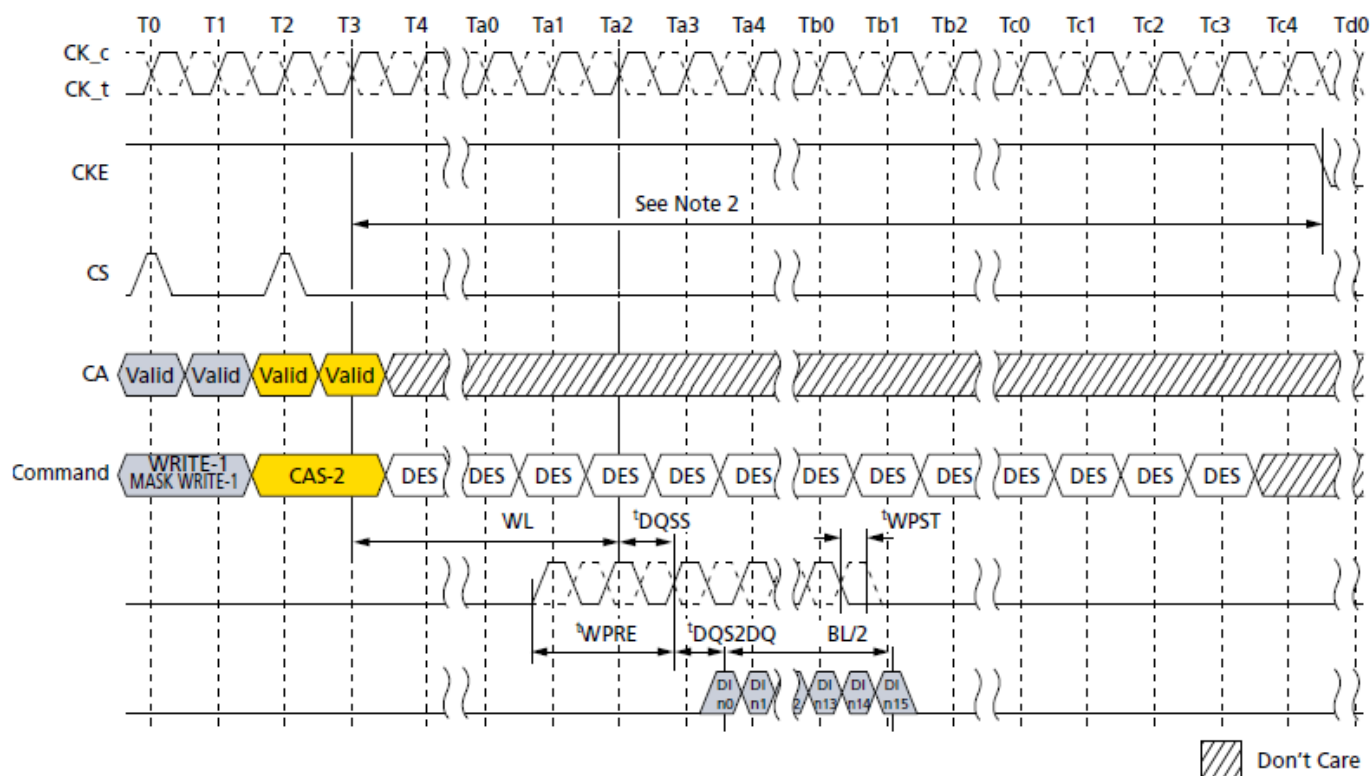 T0 T1 T2 T3 T4 Ta0 Ta1 Ta2 Ta3 Ta4 Tb0 Tb1 Tb2 Tc0 Tc1 Tc2 Tc3 Tc4 Td0
CK_c
CK_t
CKE
See Note 2
CS
CA Valid Valid Valid Valid
Command WRITE-1 MASK WRITE-1 CAS-2 DES DES DES DES DES DES DES DES DES DES DES DES DES
WL tDQSS tWPST
tWPRE tDQS2DQ BL/2
DI n0 DI n1 2 DI n13 DI n14 DI n15
Don't Care